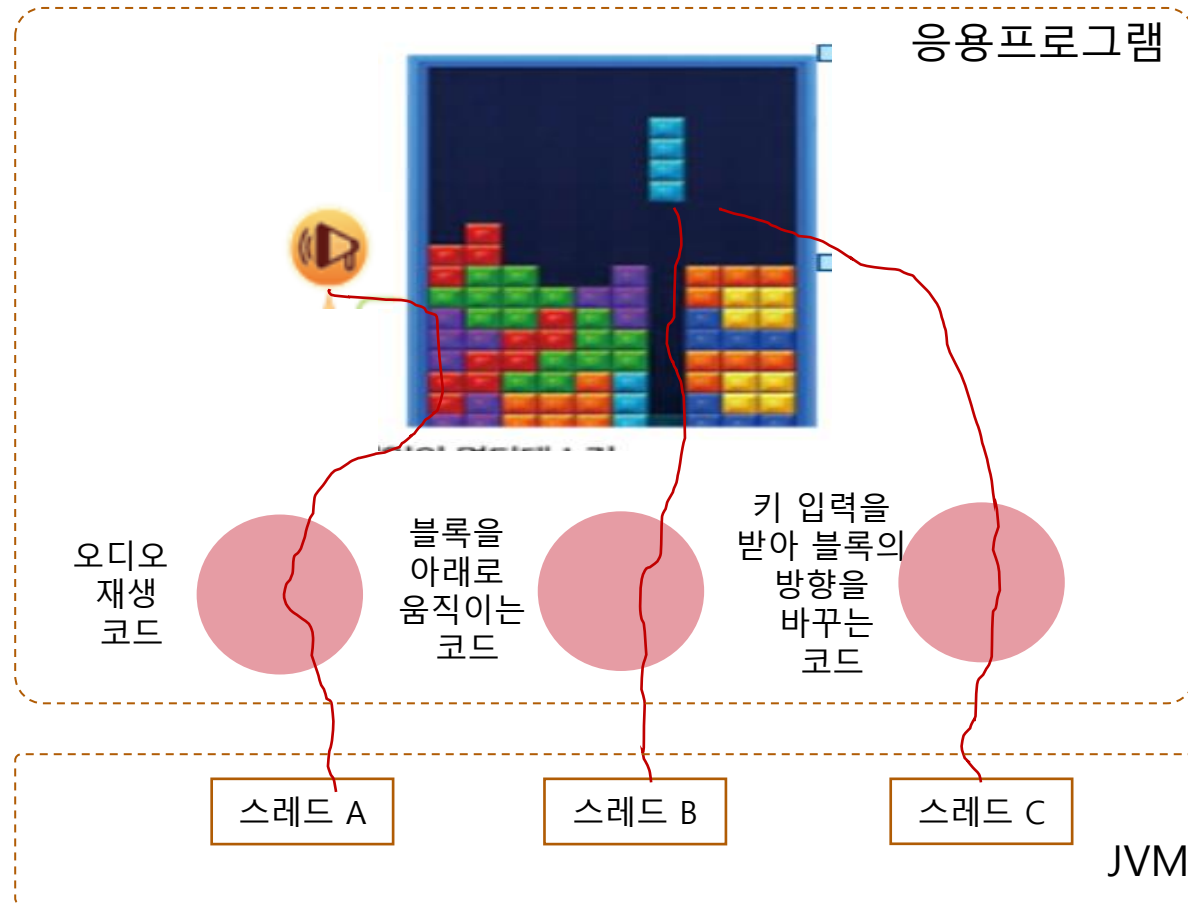 응용프로그램
오디오
재생
코드
블록을
아래로
움직이는
코드
키 입력을
받아 블록의
방향을
바꾸는
코드
스레드 A
스레드 B
스레드 C
JVM